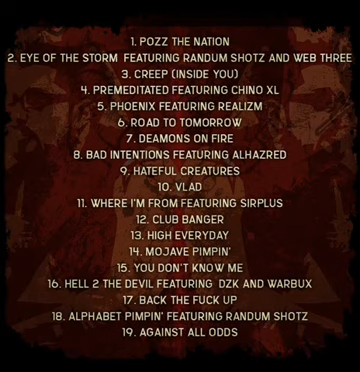 1. POZZ THE NATION
2. EYE OF THE STORM FEATURING RANDUM SHOTZ AND WEB THREE
3. CREEP (INSIDE YOU)
4. PREMEDITATED FEATURING CHINO XL
5. PHOENIX FEATURING REALIZM
6. ROAD TO TOMORROW
7. DEAMONS ON FIRE
8. BAD INTENTIONS FEATURING ALHAZRED
9. HATEFUL CREATURES
10. VLAD
11. WHERE I'M FROM FEATURING SIRPLUS
12. CLUB BANGER
13. HIGH EVERYDAY
14. MOJAVE PIMPIN'
15. YOU DON'T KNOW ME
16. HELL 2 THE DEVIL FEATURING DZK AND WARBUX
17. BACK THE FUCK UP
18. ALPHABET PIMPIN' FEATURING RANDUM SHOTZ
19. AGAINST ALL ODDS